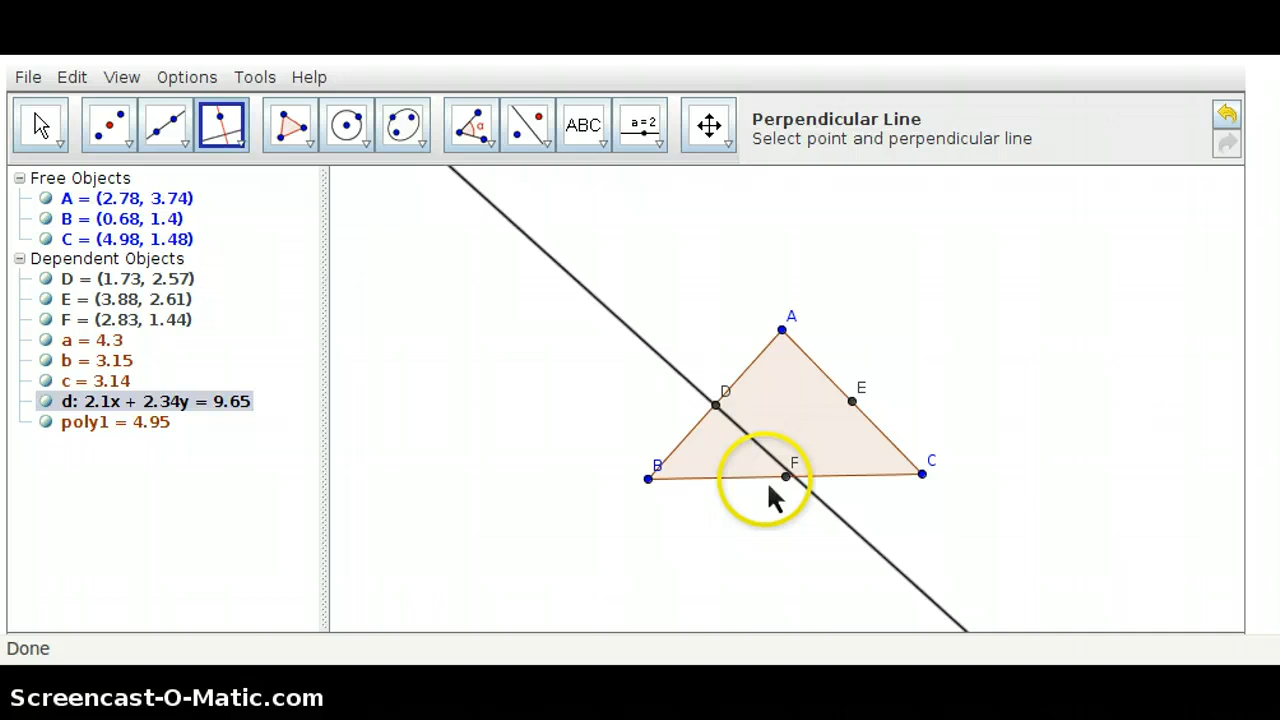 File Edit View Options Tools Help
ABC
a=2
α
Perpendicular Line
Select point and perpendicular line
Free Objects
A = (2.78, 3.74)
B = (0.68, 1.4)
C = (4.98, 1.48)
Dependent Objects
D = (1.73, 2.57)
E = (3.88, 2.61)
F = (2.83, 1.44)
a = 4.3
b = 3.15
c = 3.14
d: 2.1x + 2.34y = 9.65
poly1 = 4.95
A
D
E
B
F
C
Done
Screencast-O-Matic.com